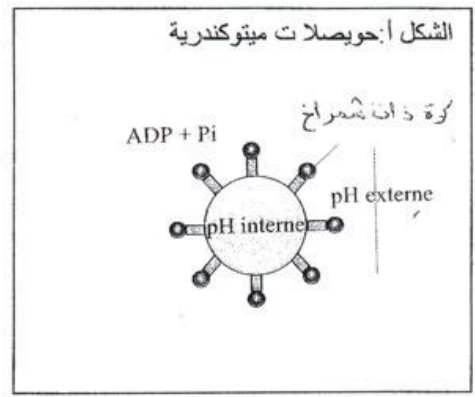 الشكل أ:حويصلا ت ميتوكندرية
كرة ذات شمراخ
ADP + Pi
pH externe
pH interne